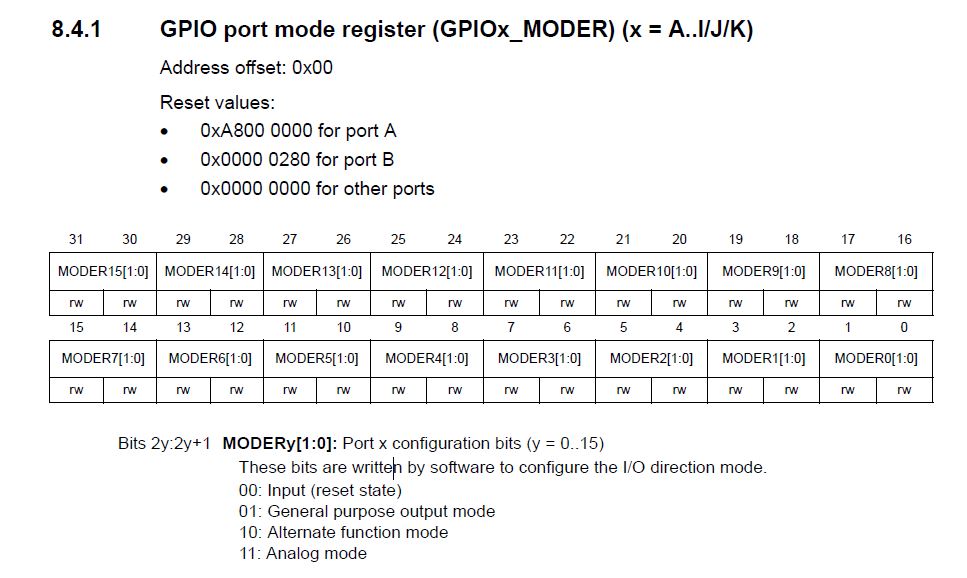 8.4.1 GPIO port mode register (GPIOx_MODER) (x = A..I/J/K)
Address offset: 0x00
Reset values:
• 0xA800 0000 for port A
• 0x0000 0280 for port B
• 0x0000 0000 for other ports
31 30 29 28 27 26 25 24 23 22 21 20 19 18 17 16
MODER15[1:0] MODER14[1:0] MODER13[1:0] MODER12[1:0] MODER11[1:0] MODER10[1:0] MODER9[1:0] MODER8[1:0]
rw rw rw rw rw rw rw rw rw rw rw rw rw rw rw rw
15 14 13 12 11 10 9 8 7 6 5 4 3 2 1 0
MODER7[1:0] MODER6[1:0] MODER5[1:0] MODER4[1:0] MODER3[1:0] MODER2[1:0] MODER1[1:0] MODER0[1:0]
rw rw rw rw rw rw rw rw rw rw rw rw rw rw rw rw
Bits 2y:2y+1 MODERy[1:0]: Port x configuration bits (y = 0..15)
These bits are written by software to configure the I/O direction mode.
00: Input (reset state)
01: General purpose output mode
10: Alternate function mode
11: Analog mode